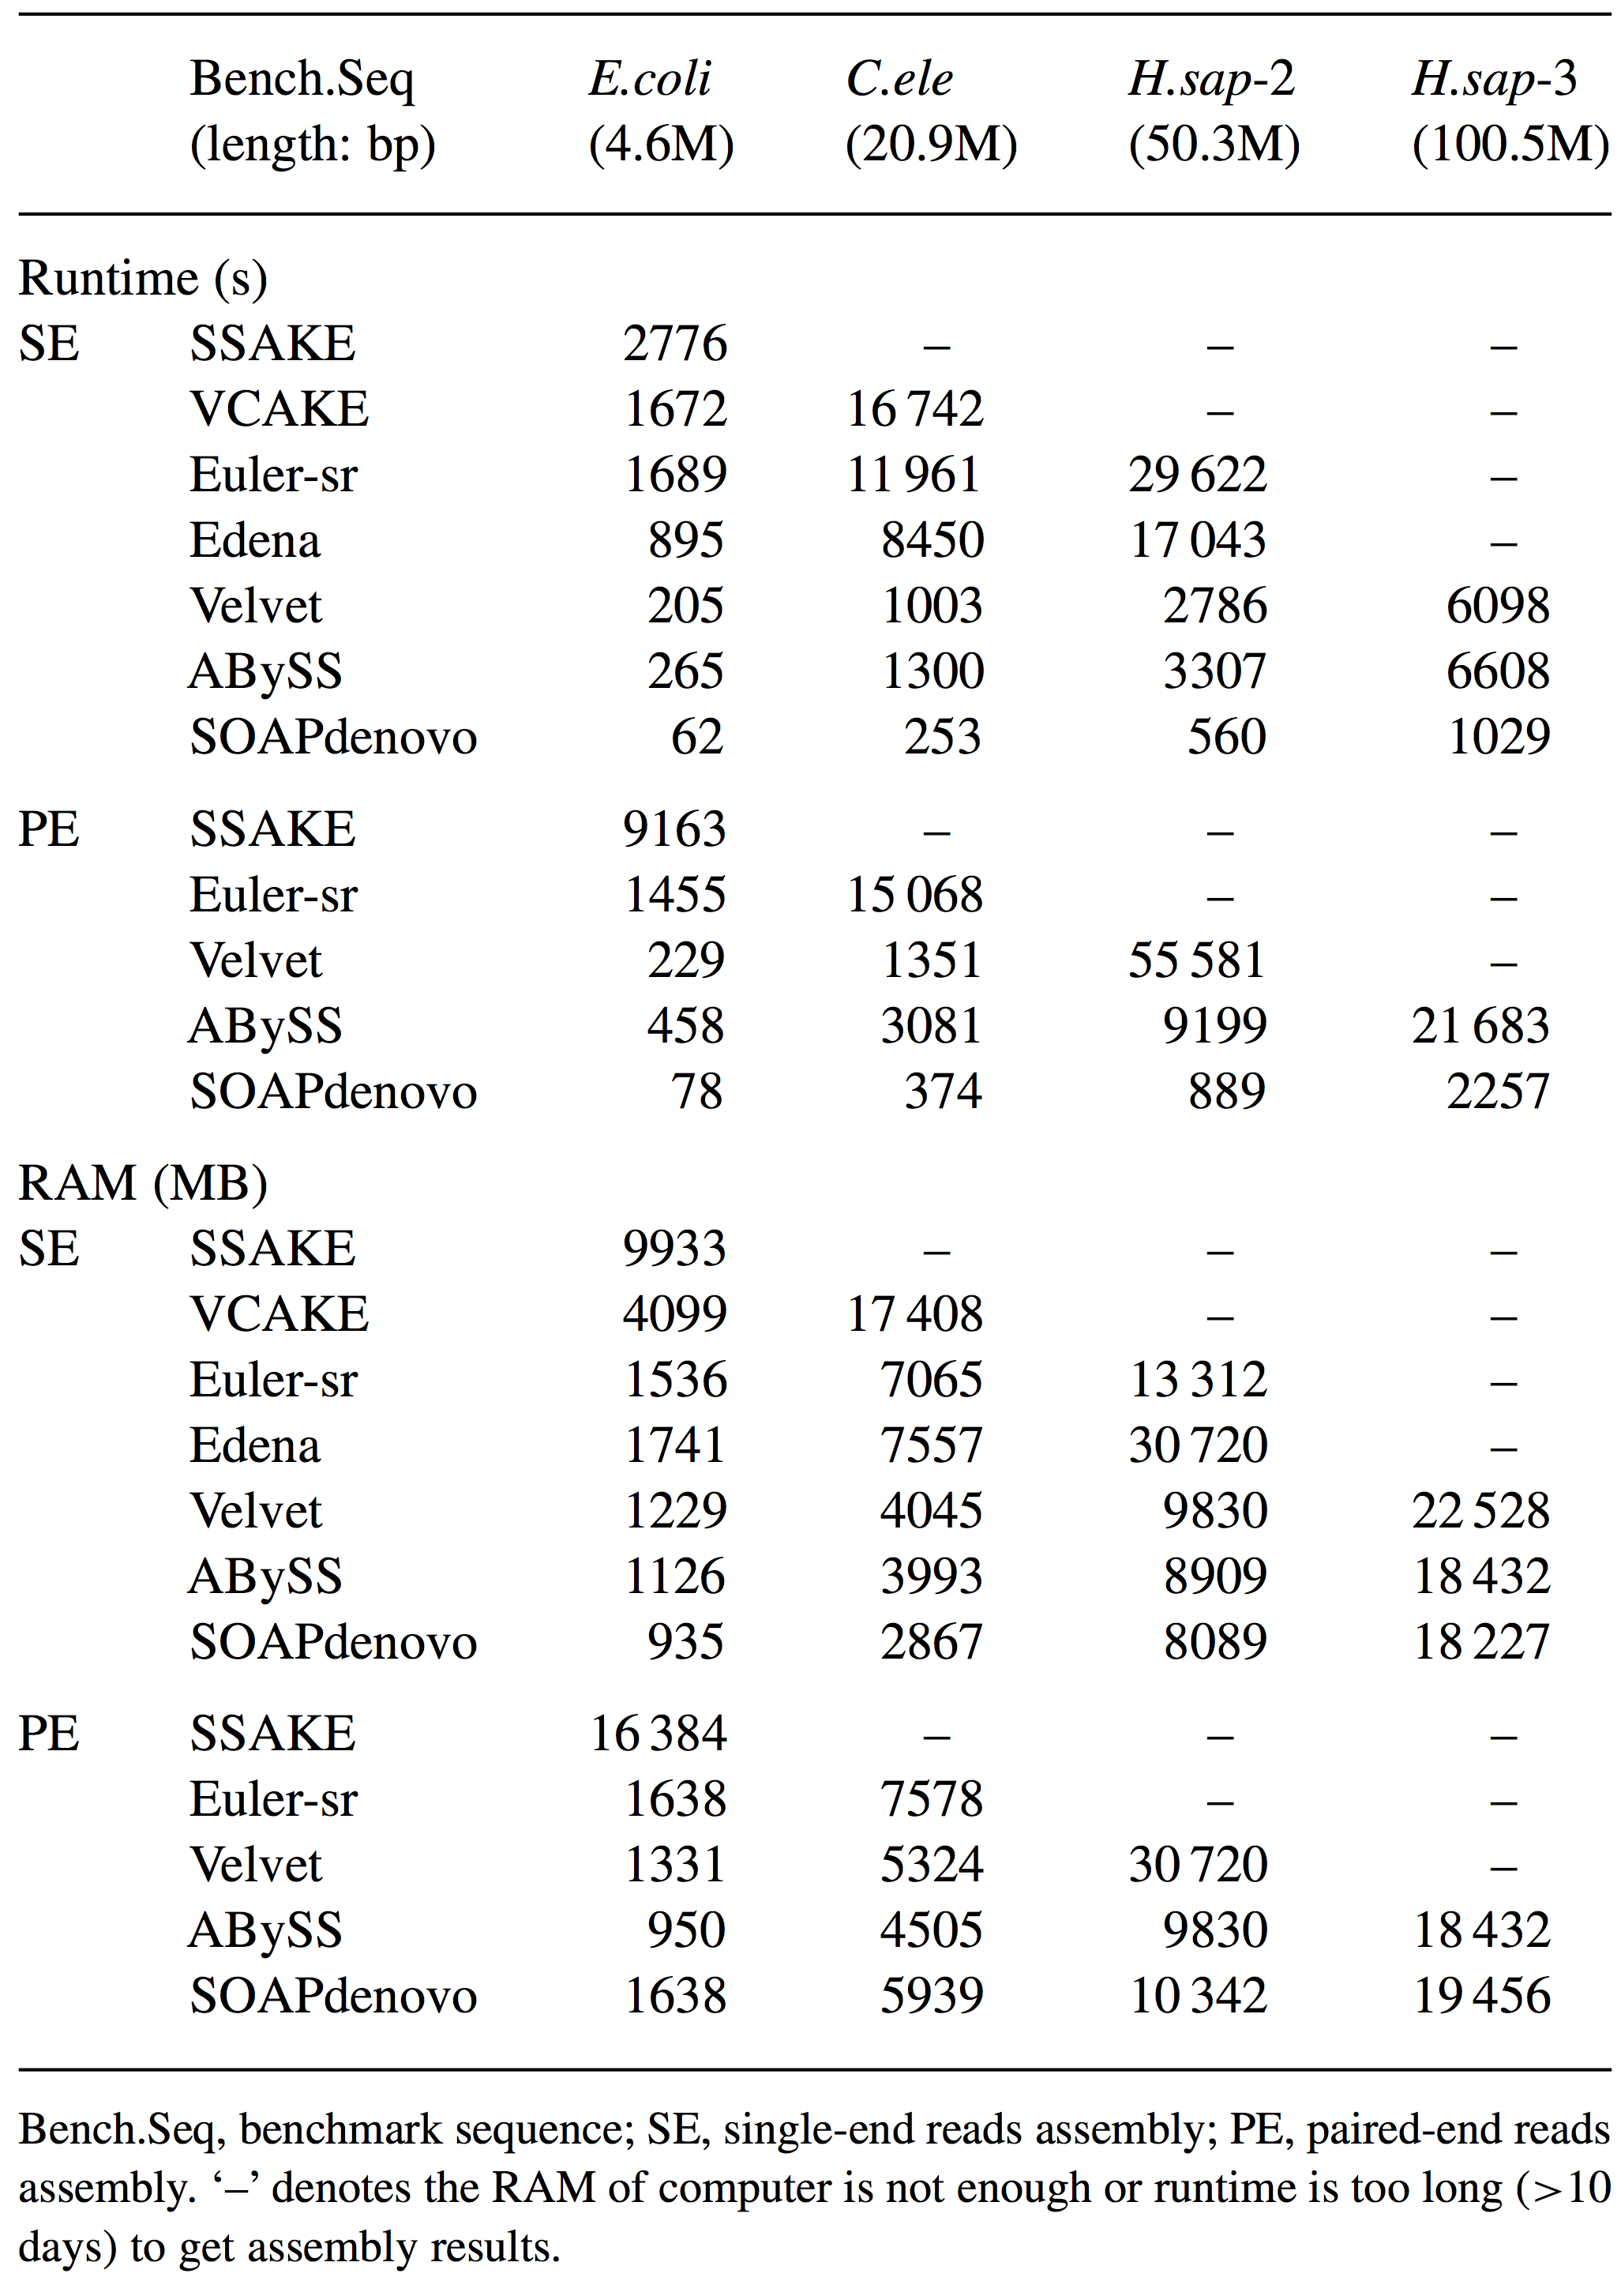 Bench.Seq E.coli C.ele H.sap-2 H.sap-3
(length: bp) (4.6M) (20.9M) (50.3M) (100.5M)
Runtime (s)
SE SSAKE 2776 – – –
VCAKE 1672 16 742 – –
Euler-sr 1689 11 961 29 622 –
Edena 895 8450 17 043 –
Velvet 205 1003 2786 6098
ABySS 265 1300 3307 6608
SOAPdenovo 62 253 560 1029
PE SSAKE 9163 – – –
Euler-sr 1455 15 068 – –
Velvet 229 1351 55 581 –
ABySS 458 3081 9199 21 683
SOAPdenovo 78 374 889 2257
RAM (MB)
SE SSAKE 9933 – – –
VCAKE 4099 17 408 – –
Euler-sr 1536 7065 13 312 –
Edena 1741 7557 30 720 –
Velvet 1229 4045 9830 22 528
ABySS 1126 3993 8909 18 432
SOAPdenovo 935 2867 8089 18 227
PE SSAKE 16 384 – – –
Euler-sr 1638 7578 – –
Velvet 1331 5324 30 720 –
ABySS 950 4505 9830 18 432
SOAPdenovo 1638 5939 10 342 19 456
Bench.Seq, benchmark sequence; SE, single-end reads assembly; PE, paired-end reads
assembly. ‘–’ denotes the RAM of computer is not enough or runtime is too long (>10
days) to get assembly results.